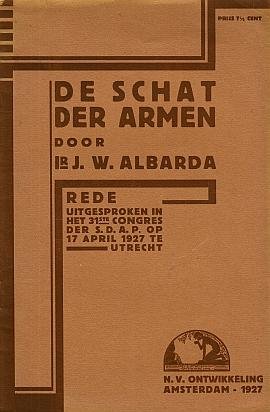 PRIJS 7½ CENT
DE SCHAT
DER ARMEN
DOOR
IR J. W. ALBARDA
REDE
UITGESPROKEN IN
HET 31STE CONGRES
DER S.D.A.P. OP
17 APRIL 1927 TE
UTRECHT
N.V. ONTWIKKELING
AMSTERDAM - 1927